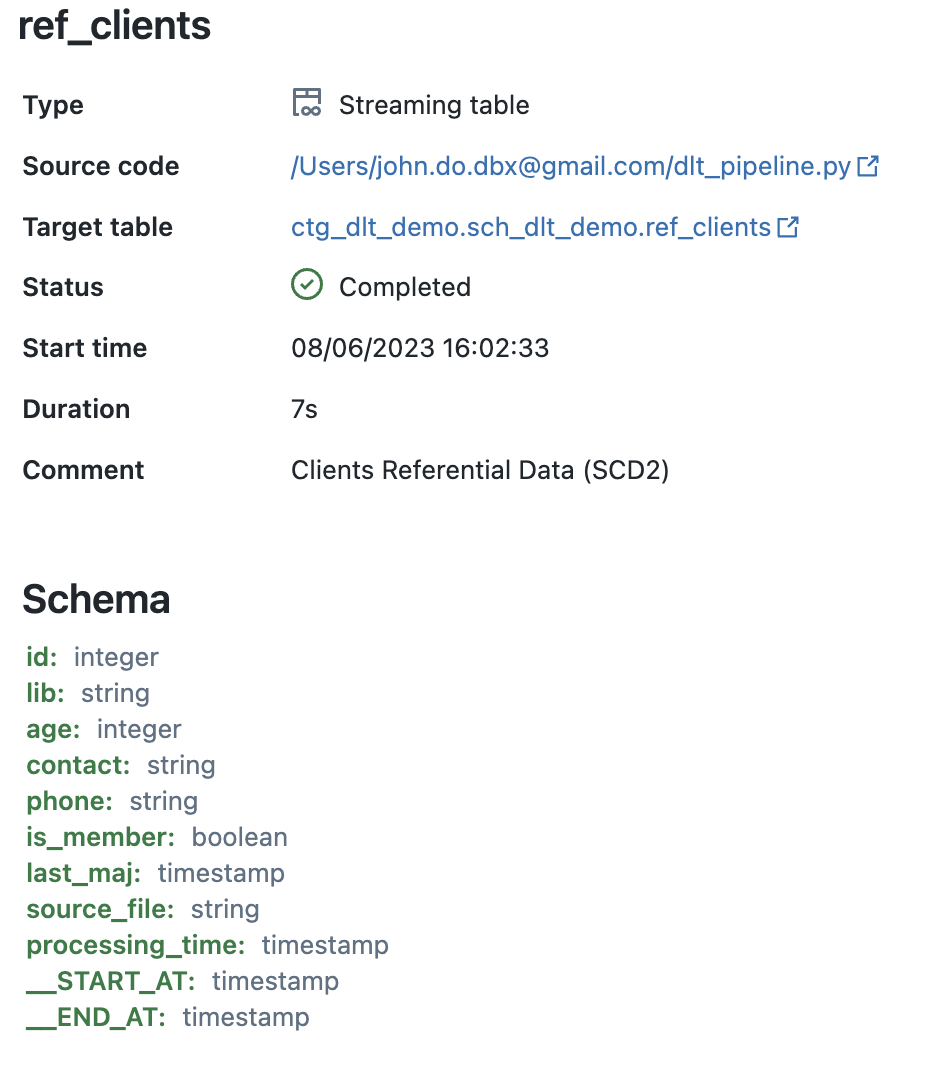 ref_clients
Type Streaming table
Source code /Users/john.do.dbx@gmail.com/dlt_pipeline.py
Target table ctg_dlt_demo.sch_dlt_demo.ref_clients
Status Completed
Start time 08/06/2023 16:02:33
Duration 7s
Comment Clients Referential Data (SCD2)
Schema
id: integer
lib: string
age: integer
contact: string
phone: string
is_member: boolean
last_maj: timestamp
source_file: string
processing_time: timestamp
__START_AT: timestamp
__END_AT: timestamp